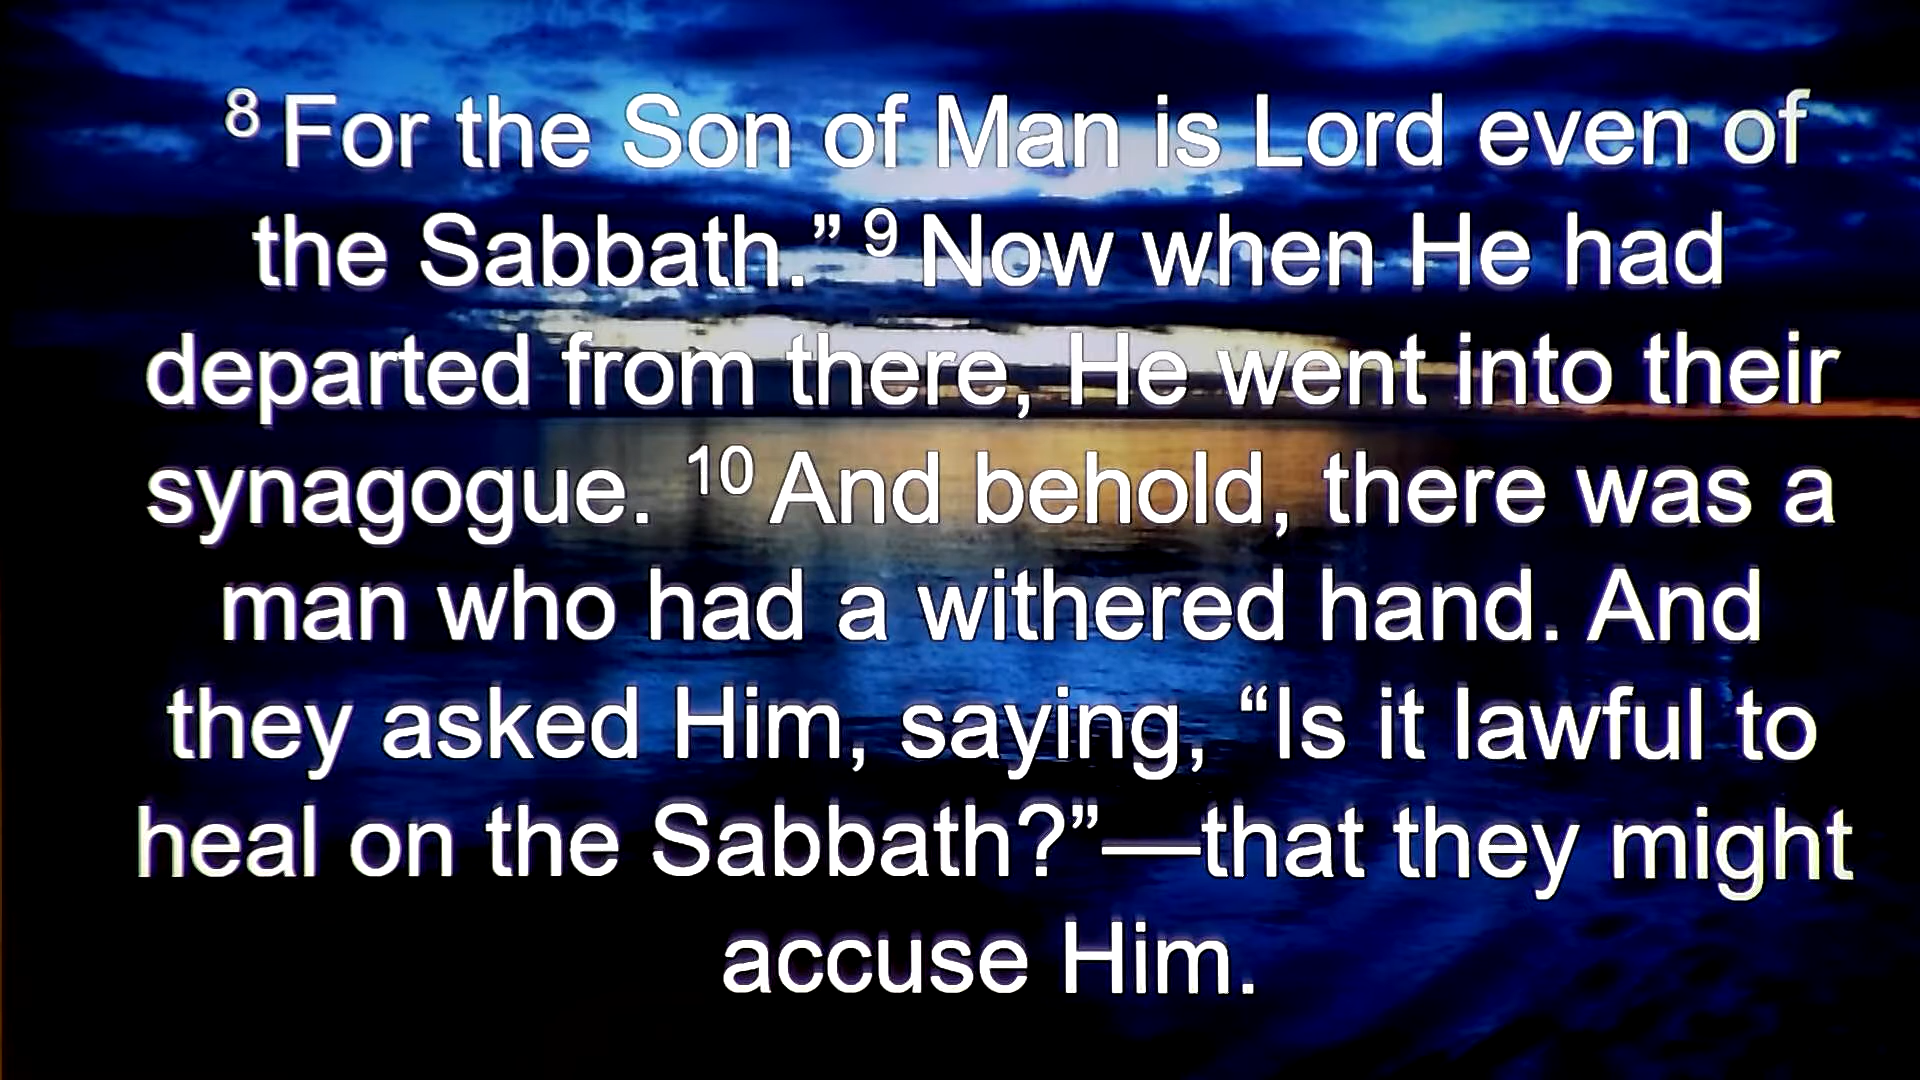 8 For the Son of Man is Lord even of
the Sabbath.” 9 Now when He had
departed from there, He went into their
synagogue. 10 And behold, there was a
man who had a withered hand. And
they asked Him, saying, “Is it lawful to
heal on the Sabbath?”—that they might
accuse Him.